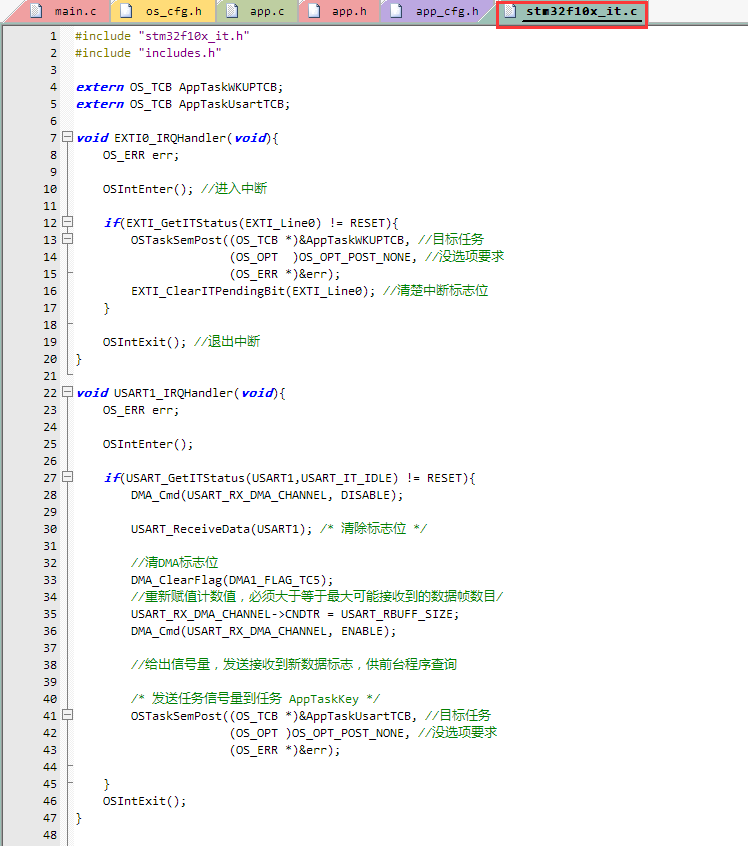 main.c os_cfg.h app.c app.h app_cfg.h stm32f10x_it.c
1 #include "stm32f10x_it.h"
2 #include "includes.h"
3
4 extern OS_TCB AppTaskWKUPTCB;
5 extern OS_TCB AppTaskUsartTCB;
6
7 void EXTI0_IRQHandler(void){
8 OS_ERR err;
9
10 OSIntEnter(); //进入中断
11
12 if(EXTI_GetITStatus(EXTI_Line0) != RESET){
13 OSTaskSemPost((OS_TCB *)&AppTaskWKUPTCB, //目标任务
14 (OS_OPT  )OS_OPT_POST_NONE, //没选项要求
15 (OS_ERR *)&err);
16 EXTI_ClearITPendingBit(EXTI_Line0); //清楚中断标志位
17 }
18
19 OSIntExit(); //退出中断
20 }
21
22 void USART1_IRQHandler(void){
23 OS_ERR err;
24
25 OSIntEnter();
26
27 if(USART_GetITStatus(USART1,USART_IT_IDLE) != RESET){
28 DMA_Cmd(USART_RX_DMA_CHANNEL, DISABLE);
29
30 USART_ReceiveData(USART1); /* 清除标志位 */
31
32 //清DMA标志位
33 DMA_ClearFlag(DMA1_FLAG_TC5);
34 //重新赋值计数值，必须大于等于最大可能接收到的数据帧数目/
35 USART_RX_DMA_CHANNEL->CNDTR = USART_RBUFF_SIZE;
36 DMA_Cmd(USART_RX_DMA_CHANNEL, ENABLE);
37
38 //给出信号量，发送接收到新数据标志，供前台程序查询
39
40 /* 发送任务信号量到任务 AppTaskKey */
41 OSTaskSemPost((OS_TCB *)&AppTaskUsartTCB, //目标任务
42 (OS_OPT )OS_OPT_POST_NONE, //没选项要求
43 (OS_ERR *)&err);
44
45 }
46 OSIntExit();
47 }
48